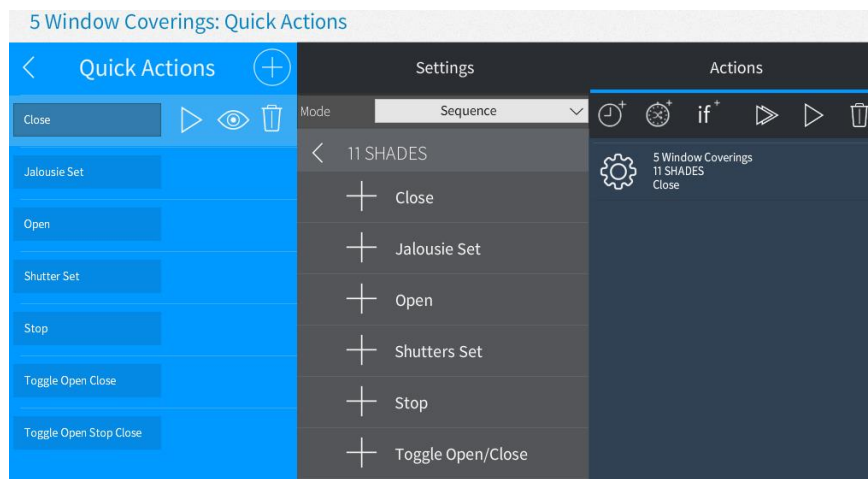 5 Window Coverings: Quick Actions
Quick Actions
Settings
Actions
Close
Mode
Sequence
if+
11 SHADES
5 Window Coverings
11 SHADES
Close
Close
Jalousie Set
Jalousie Set
Open
Open
Shutter Set
Shutters Set
Stop
Stop
Toggle Open Close
Toggle Open/Close
Toggle Open Stop Close